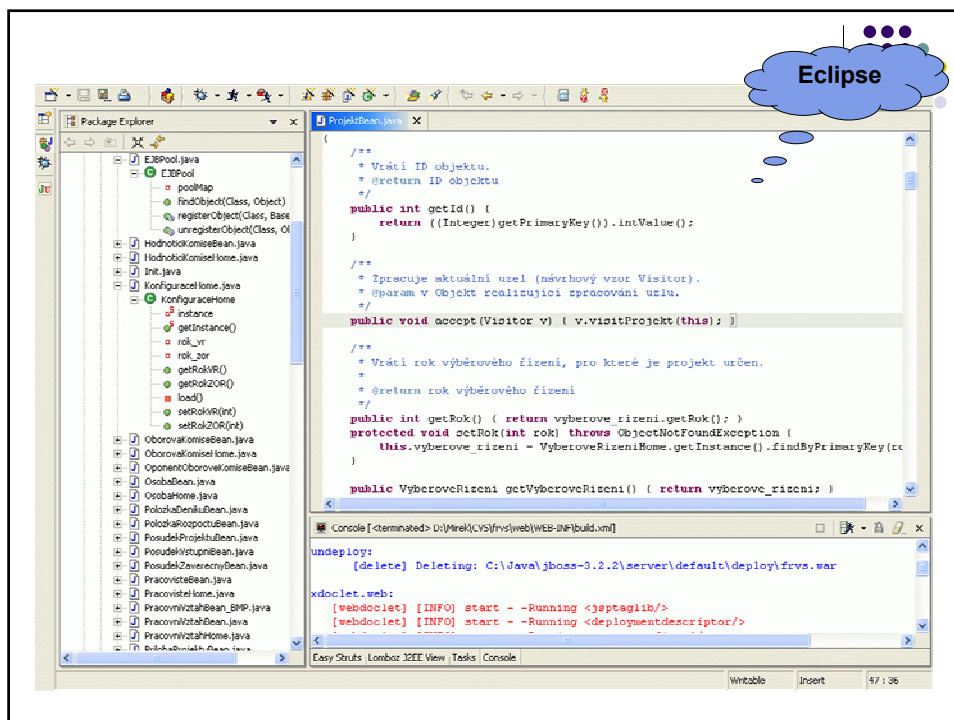 Eclipse
Package Explorer
EJBPool.java
EJBPool
poolMap
findObject(Class, Object)
registerObject(Class, Base
unregisterObject(Class, Ol
HodnoticiKomiseBean.java
HodnoticiKomiseHome.java
Init.java
KonfiguraceHome.java
KonfiguraceHome
instance
getInstance()
rok_vr
rok_zor
getRokVR()
getRokZOR()
load()
setRokVR(int)
setRokZOR(int)
OborovaKomiseBean.java
OborovaKomiseHome.java
OponentOboroveKomiseBean.java
OsobaBean.java
OsobaHome.java
PolozkaDenikuBean.java
PolozkaRozpoctuBean.java
PosudekProjektuBean.java
PosudekVstupniBean.java
PosudekZaverecnyBean.java
PracovisteBean.java
PracovisteHome.java
PracovniVztahBean_BMP.java
PracovniVztahBean.java
PracovniVztahHome.java
PrilohaProjektuBean.java
ProjektBean.java
{
/**
* Vrátí ID objektu.
* @return ID objektu
*/
public int getId() {
return ((Integer)getPrimaryKey()).intValue();
}
/**
* Zpracuje aktuální uzel (návrhový vzor Visitor).
* @param v Objekt realizující zpracování uzlu.
*/
public void accept(Visitor v) { v.visitProjekt(this); }
/**
* Vrátí rok výběrového řízení, pro které je projekt určen.
*
* @return rok výběrového řízení
*/
public int getRok() { return vyberove_rizeni.getRok(); }
protected void setRok(int rok) throws ObjectNotFoundException {
this.vyberove_rizeni = VyberoveRizeniHome.getInstance().findByPrimaryKey(ro
}
public VyberoveRizeni getVyberoveRizeni() { return vyberove_rizeni; }
Console [<terminated> D:\Mirek\CVS\frvs\web\WEB-INF\build.xml]
undeploy:
[delete] Deleting: C:\Java\jboss-3.2.2\server\default\deploy\frvs.war
xdoclet.web:
[webdoclet] [INFO] start - -Running <jsptaglib/>
[webdoclet] [INFO] start - -Running <deploymentdescriptor/>
Easy Struts Lomboz J2EE View Tasks Console
Writable Insert 47 : 36